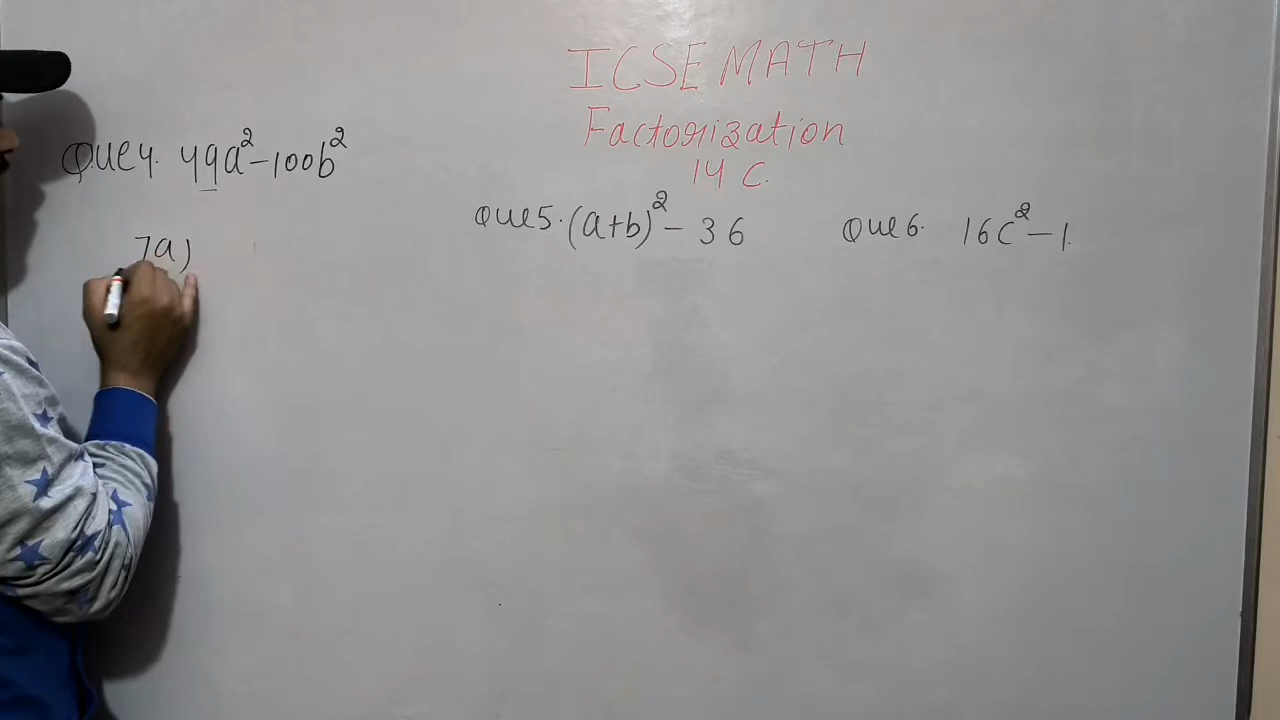 ICSE MATH
Factorization
14 C.
Que4. 49a²-100b²
7a)
Que5. (a+b)² - 36
Que6. 16c² - 1.